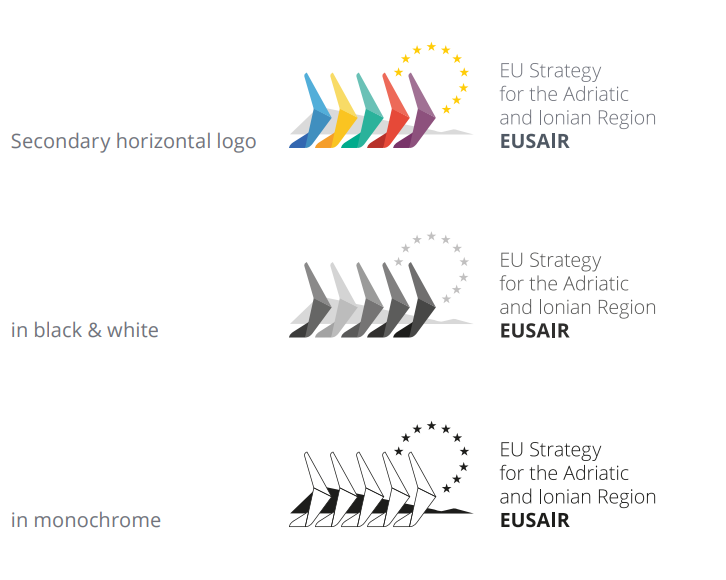 Secondary horizontal logo
EU Strategy
for the Adriatic
and Ionian Region
EUSAIR
in black & white
EU Strategy
for the Adriatic
and Ionian Region
EUSAIR
in monochrome
EU Strategy
for the Adriatic
and Ionian Region
EUSAIR